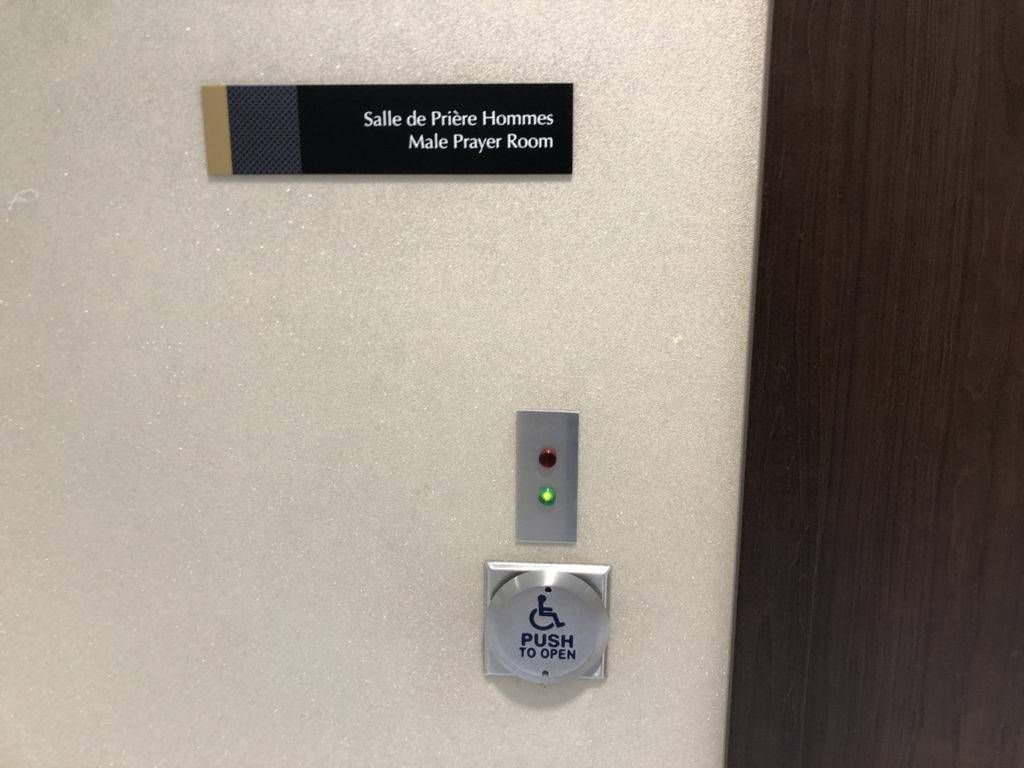 Salle de Prière Hommes
Male Prayer Room
PUSH
TO OPEN